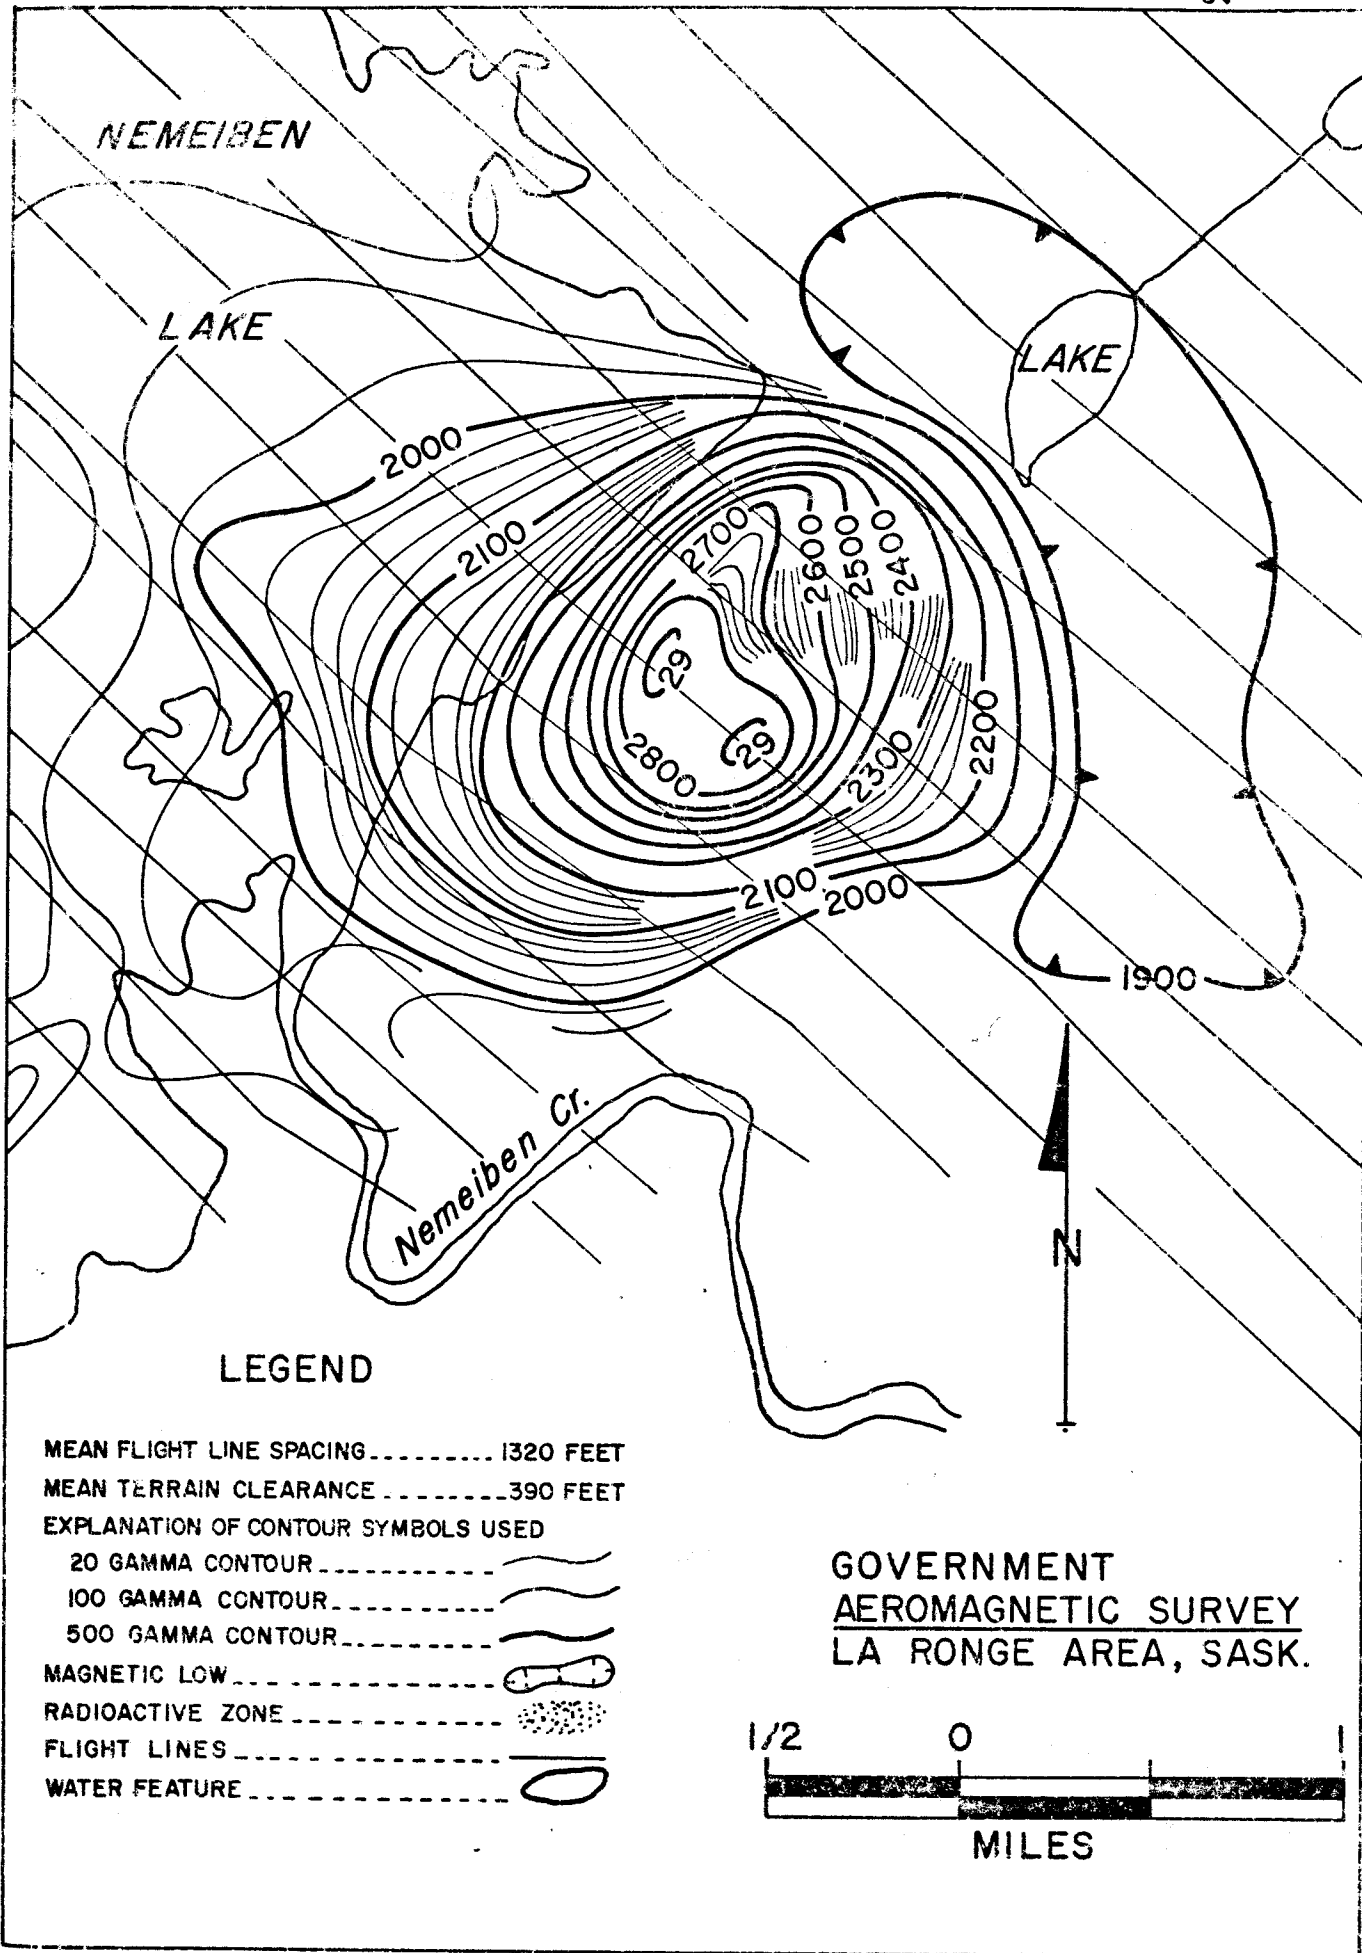 NEMEIBEN
LAKE
LAKE
2000
2100
2700
2600
2500
2400
29
29
2800
2300
2200
2100
2000
1900
Nemeiben Cr.
N
LEGEND
MEAN FLIGHT LINE SPACING 1320 FEET
MEAN TERRAIN CLEARANCE 390 FEET
EXPLANATION OF CONTOUR SYMBOLS USED
20 GAMMA CONTOUR
100 GAMMA CONTOUR
500 GAMMA CONTOUR
MAGNETIC LOW
RADIOACTIVE ZONE
FLIGHT LINES
WATER FEATURE
GOVERNMENT
AEROMAGNETIC SURVEY
LA RONGE AREA, SASK.
1/2 0 1
MILES